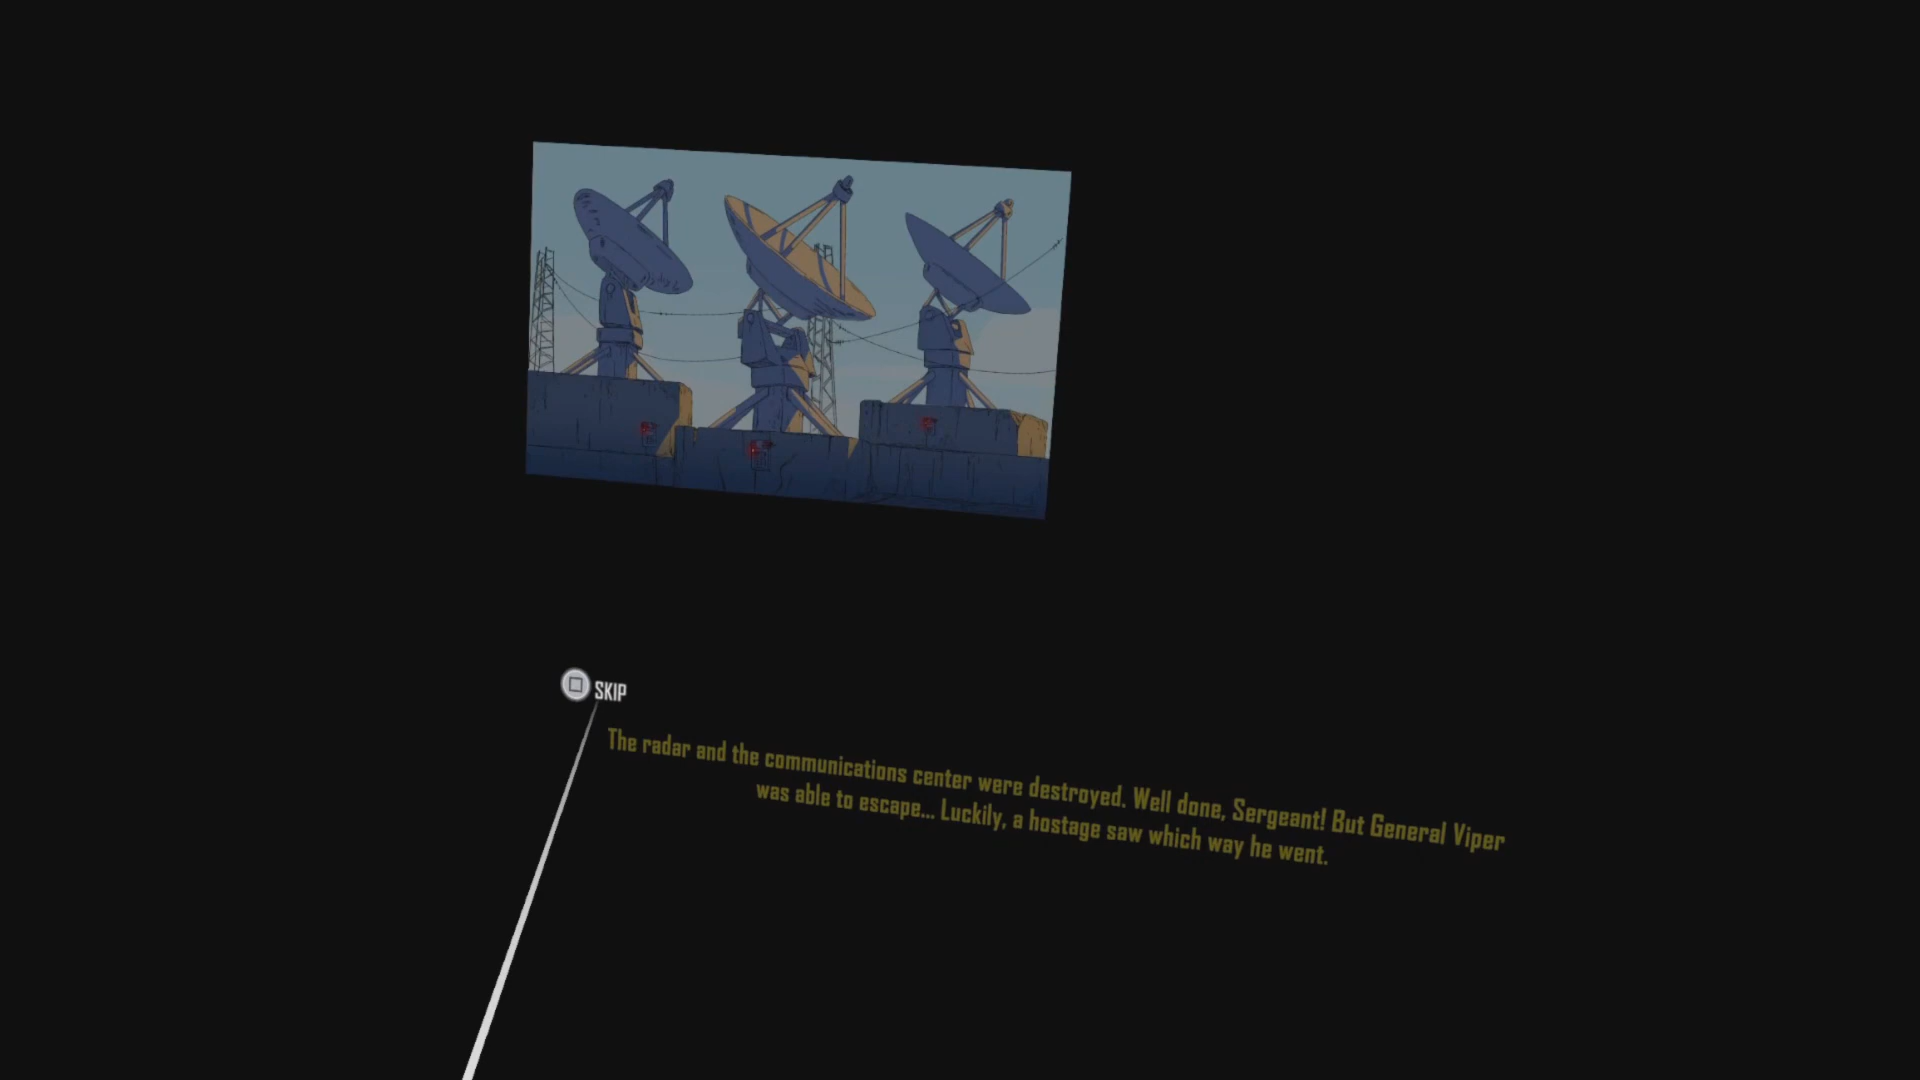 SKIP
The radar and the communications center were destroyed. Well done, Sergeant! But General Viper
was able to escape... Luckily, a hostage saw which way he went.